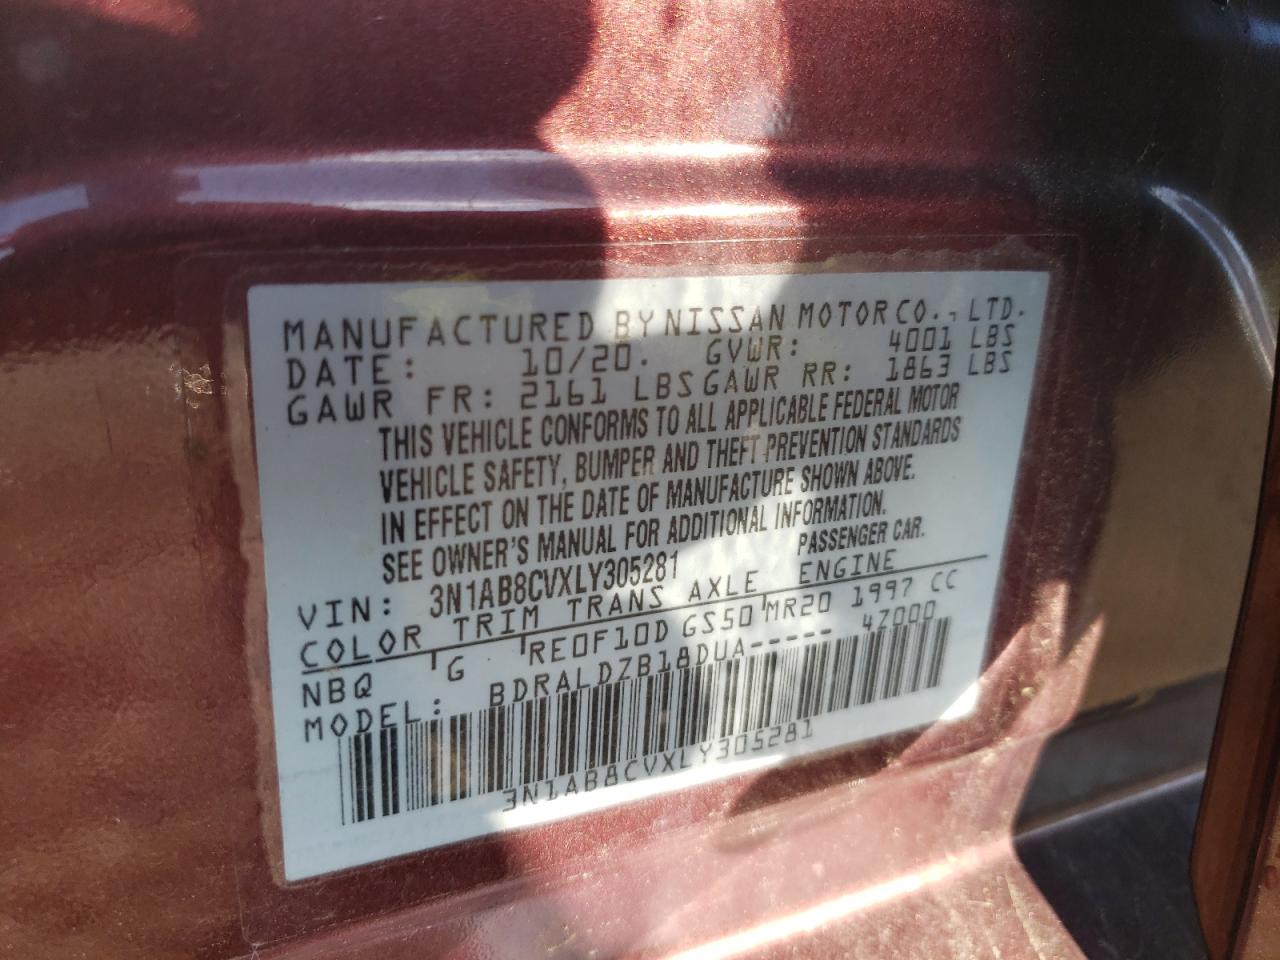 MANUFACTURED BY NISSAN MOTOR CO., LTD.
DATE: 10/20. GVWR: 4001 LBS
GAWR FR: 2161 LBS GAWR RR: 1863 LBS
THIS VEHICLE CONFORMS TO ALL APPLICABLE FEDERAL MOTOR
VEHICLE SAFETY, BUMPER AND THEFT PREVENTION STANDARDS
IN EFFECT ON THE DATE OF MANUFACTURE SHOWN ABOVE.
SEE OWNER'S MANUAL FOR ADDITIONAL INFORMATION.
VIN: 3N1AB8CVXLY305281 PASSENGER CAR.
COLOR TRIM TRANS AXLE ENGINE
NBQ G RE0F10D GS50 MR20 1997 CC
MODEL: BDRALDZB18DUA----- 47000
3N1AB8CVXLY305281